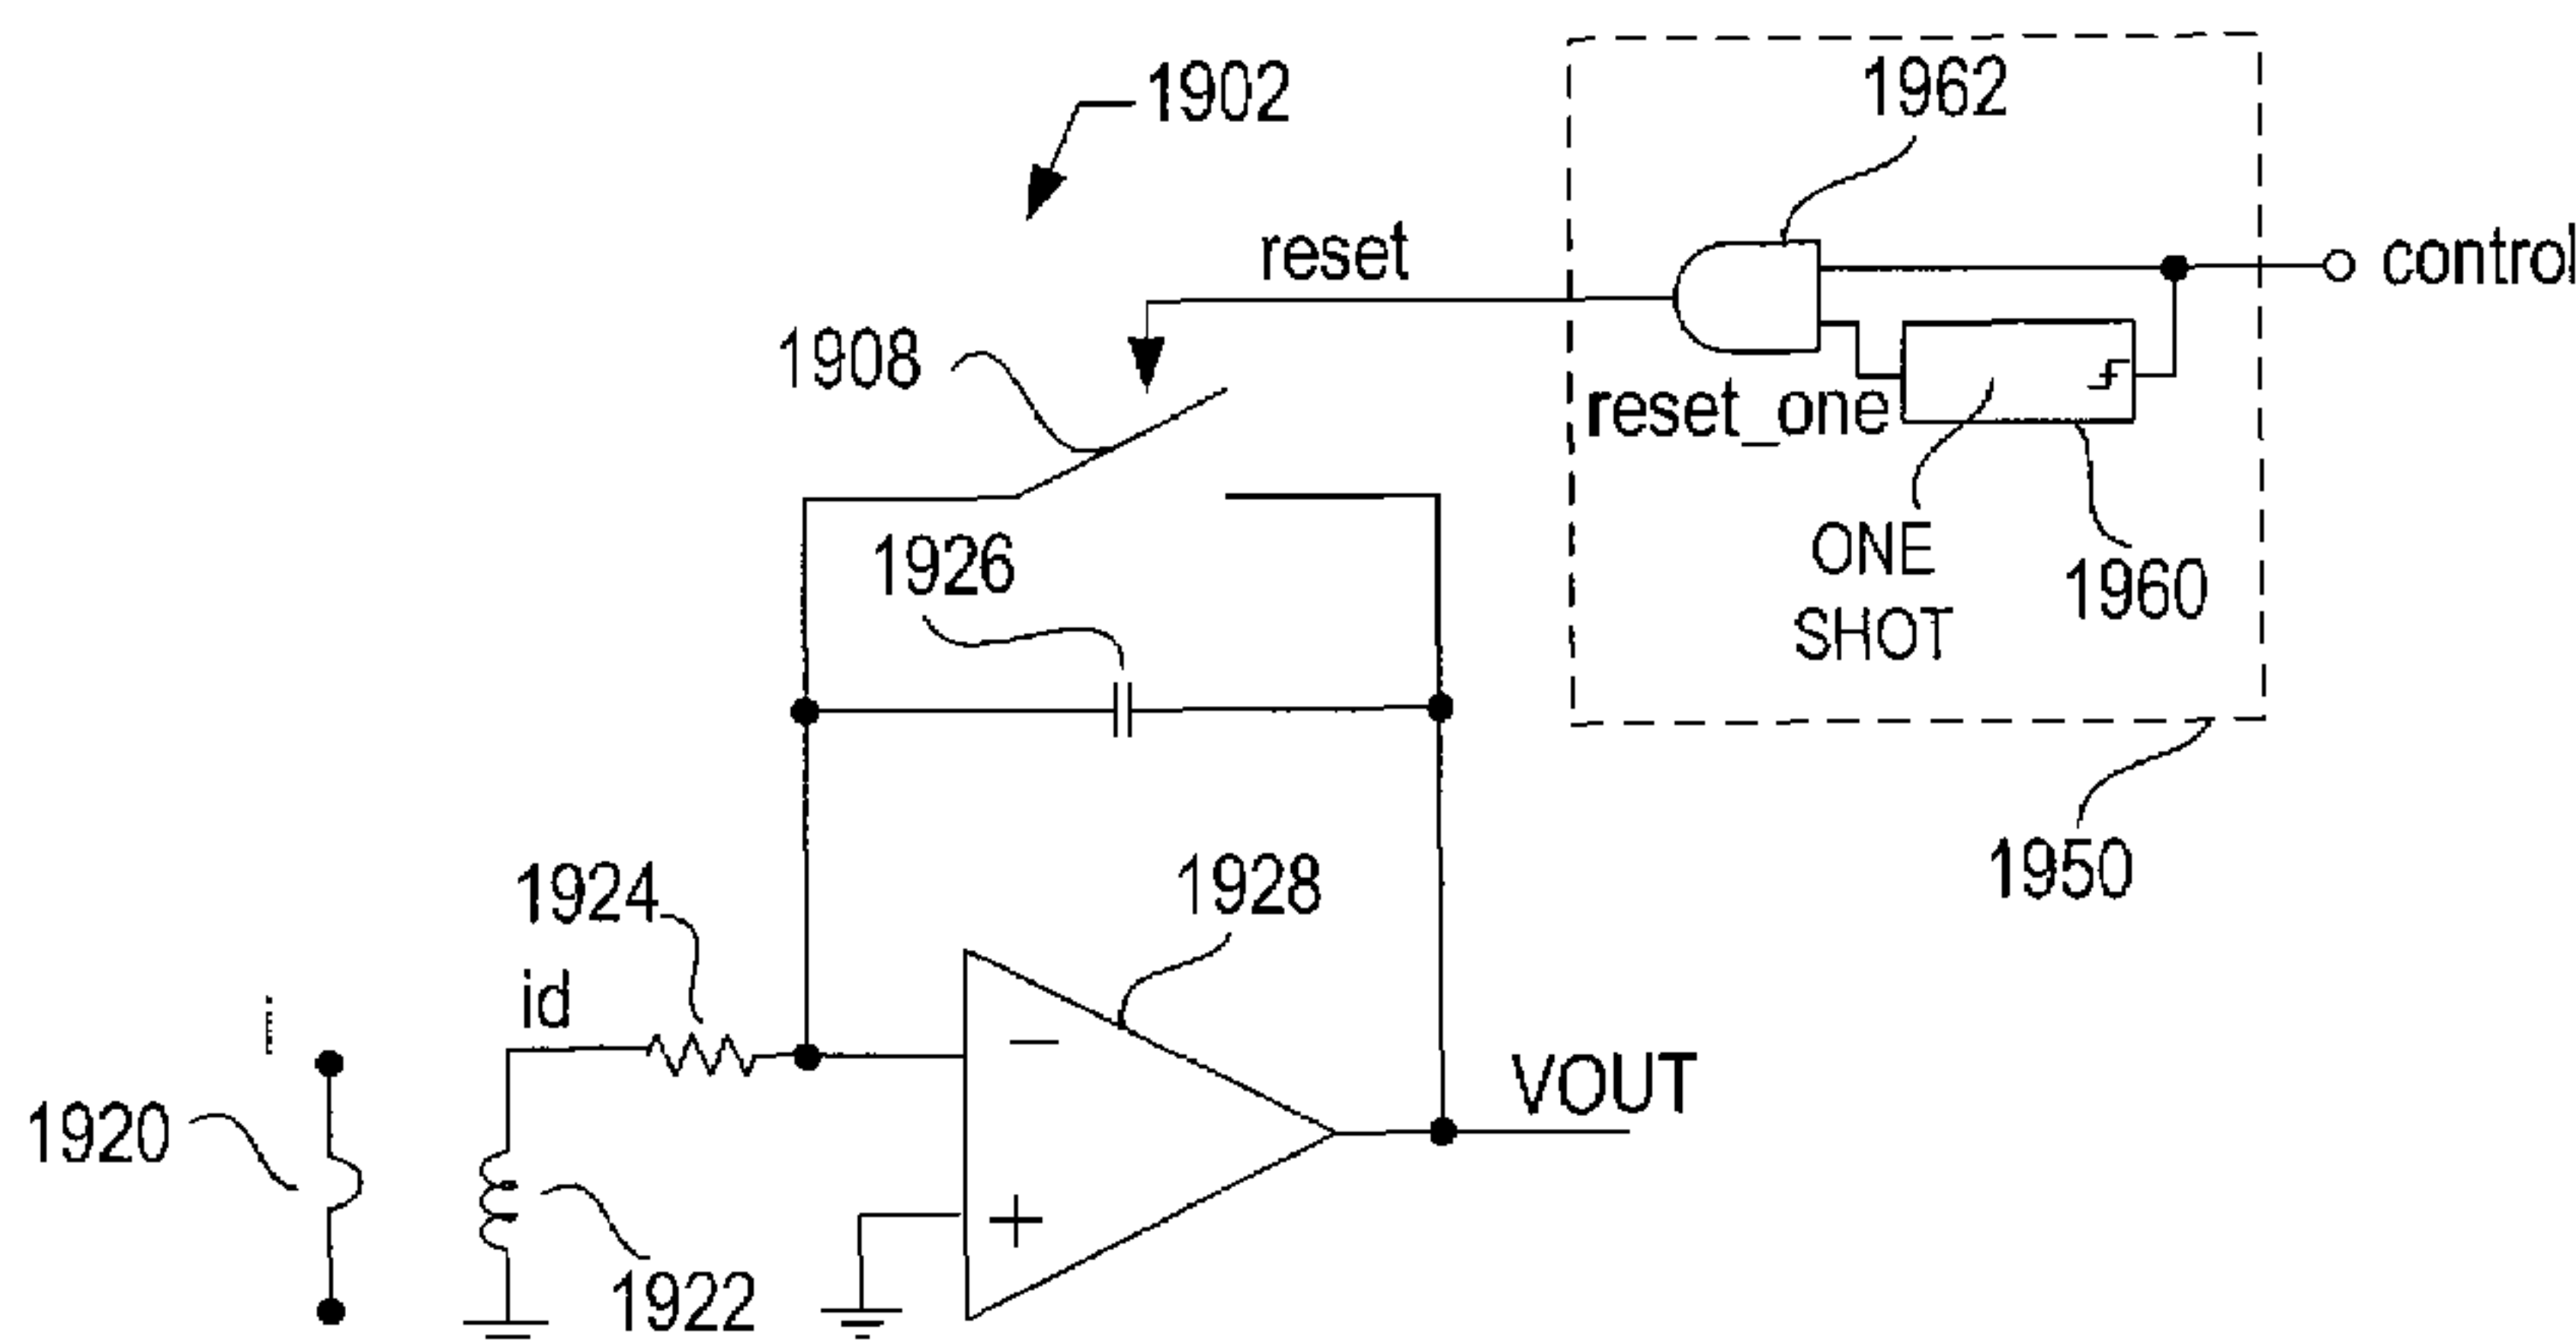 1902
1962
reset
control
1908
reset_one
1926
ONE
SHOT
1960
1950
1924
1928
id
i
VOUT
1920
1922